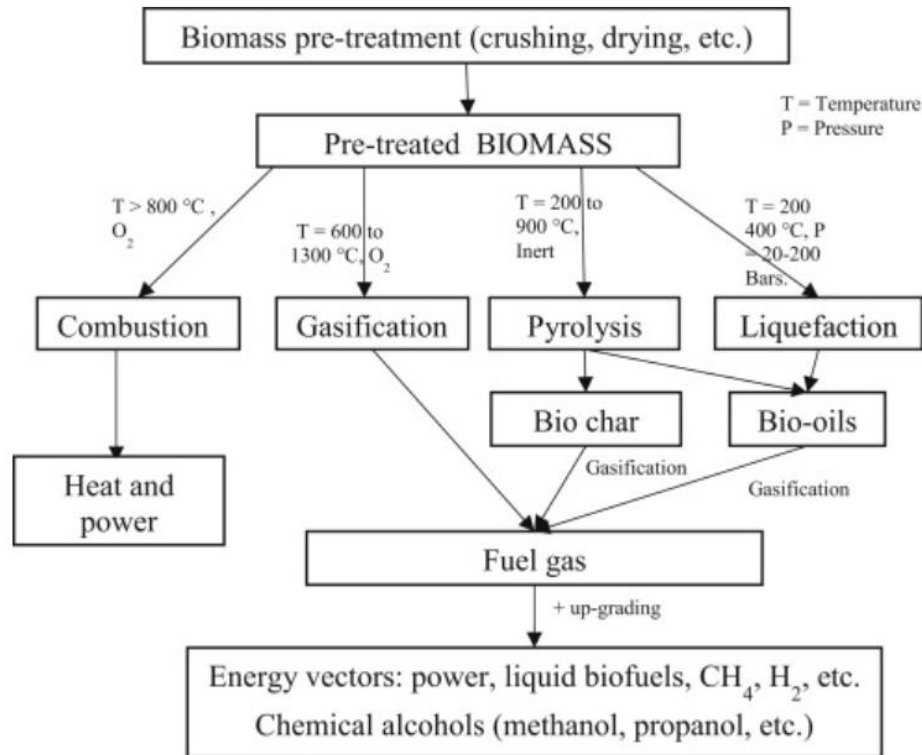 Biomass pre-treatment (crushing, drying, etc.)
T = Temperature
P = Pressure
Pre-treated BIOMASS
T > 800 °C ,
O₂
T = 600 to
1300 °C, O₂
T = 200 to
900 °C,
Inert
T = 200
400 °C, P
= 20-200
Bars.
Combustion
Gasification
Pyrolysis
Liquefaction
Bio char
Bio-oils
Heat and
power
Gasification
Gasification
Fuel gas
+ up-grading
Energy vectors: power, liquid biofuels, CH₄, H₂, etc.
Chemical alcohols (methanol, propanol, etc.)